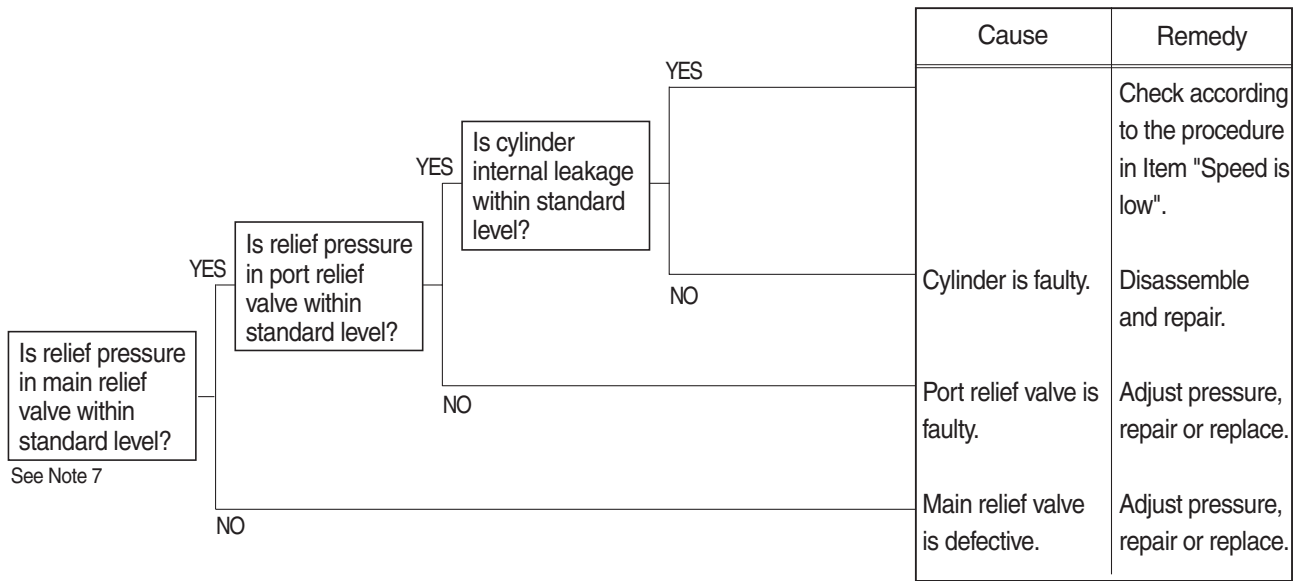 Cause
Remedy
YES
Check according
to the procedure
in Item "Speed is
low".
Is cylinder
internal leakage
within standard
level?
YES
NO
Cylinder is faulty.
Disassemble
and repair.
Is relief pressure
in port relief
valve within
standard level?
YES
NO
Port relief valve is
faulty.
Adjust pressure,
repair or replace.
Is relief pressure
in main relief
valve within
standard level?
See Note 7
NO
Main relief valve
is defective.
Adjust pressure,
repair or replace.